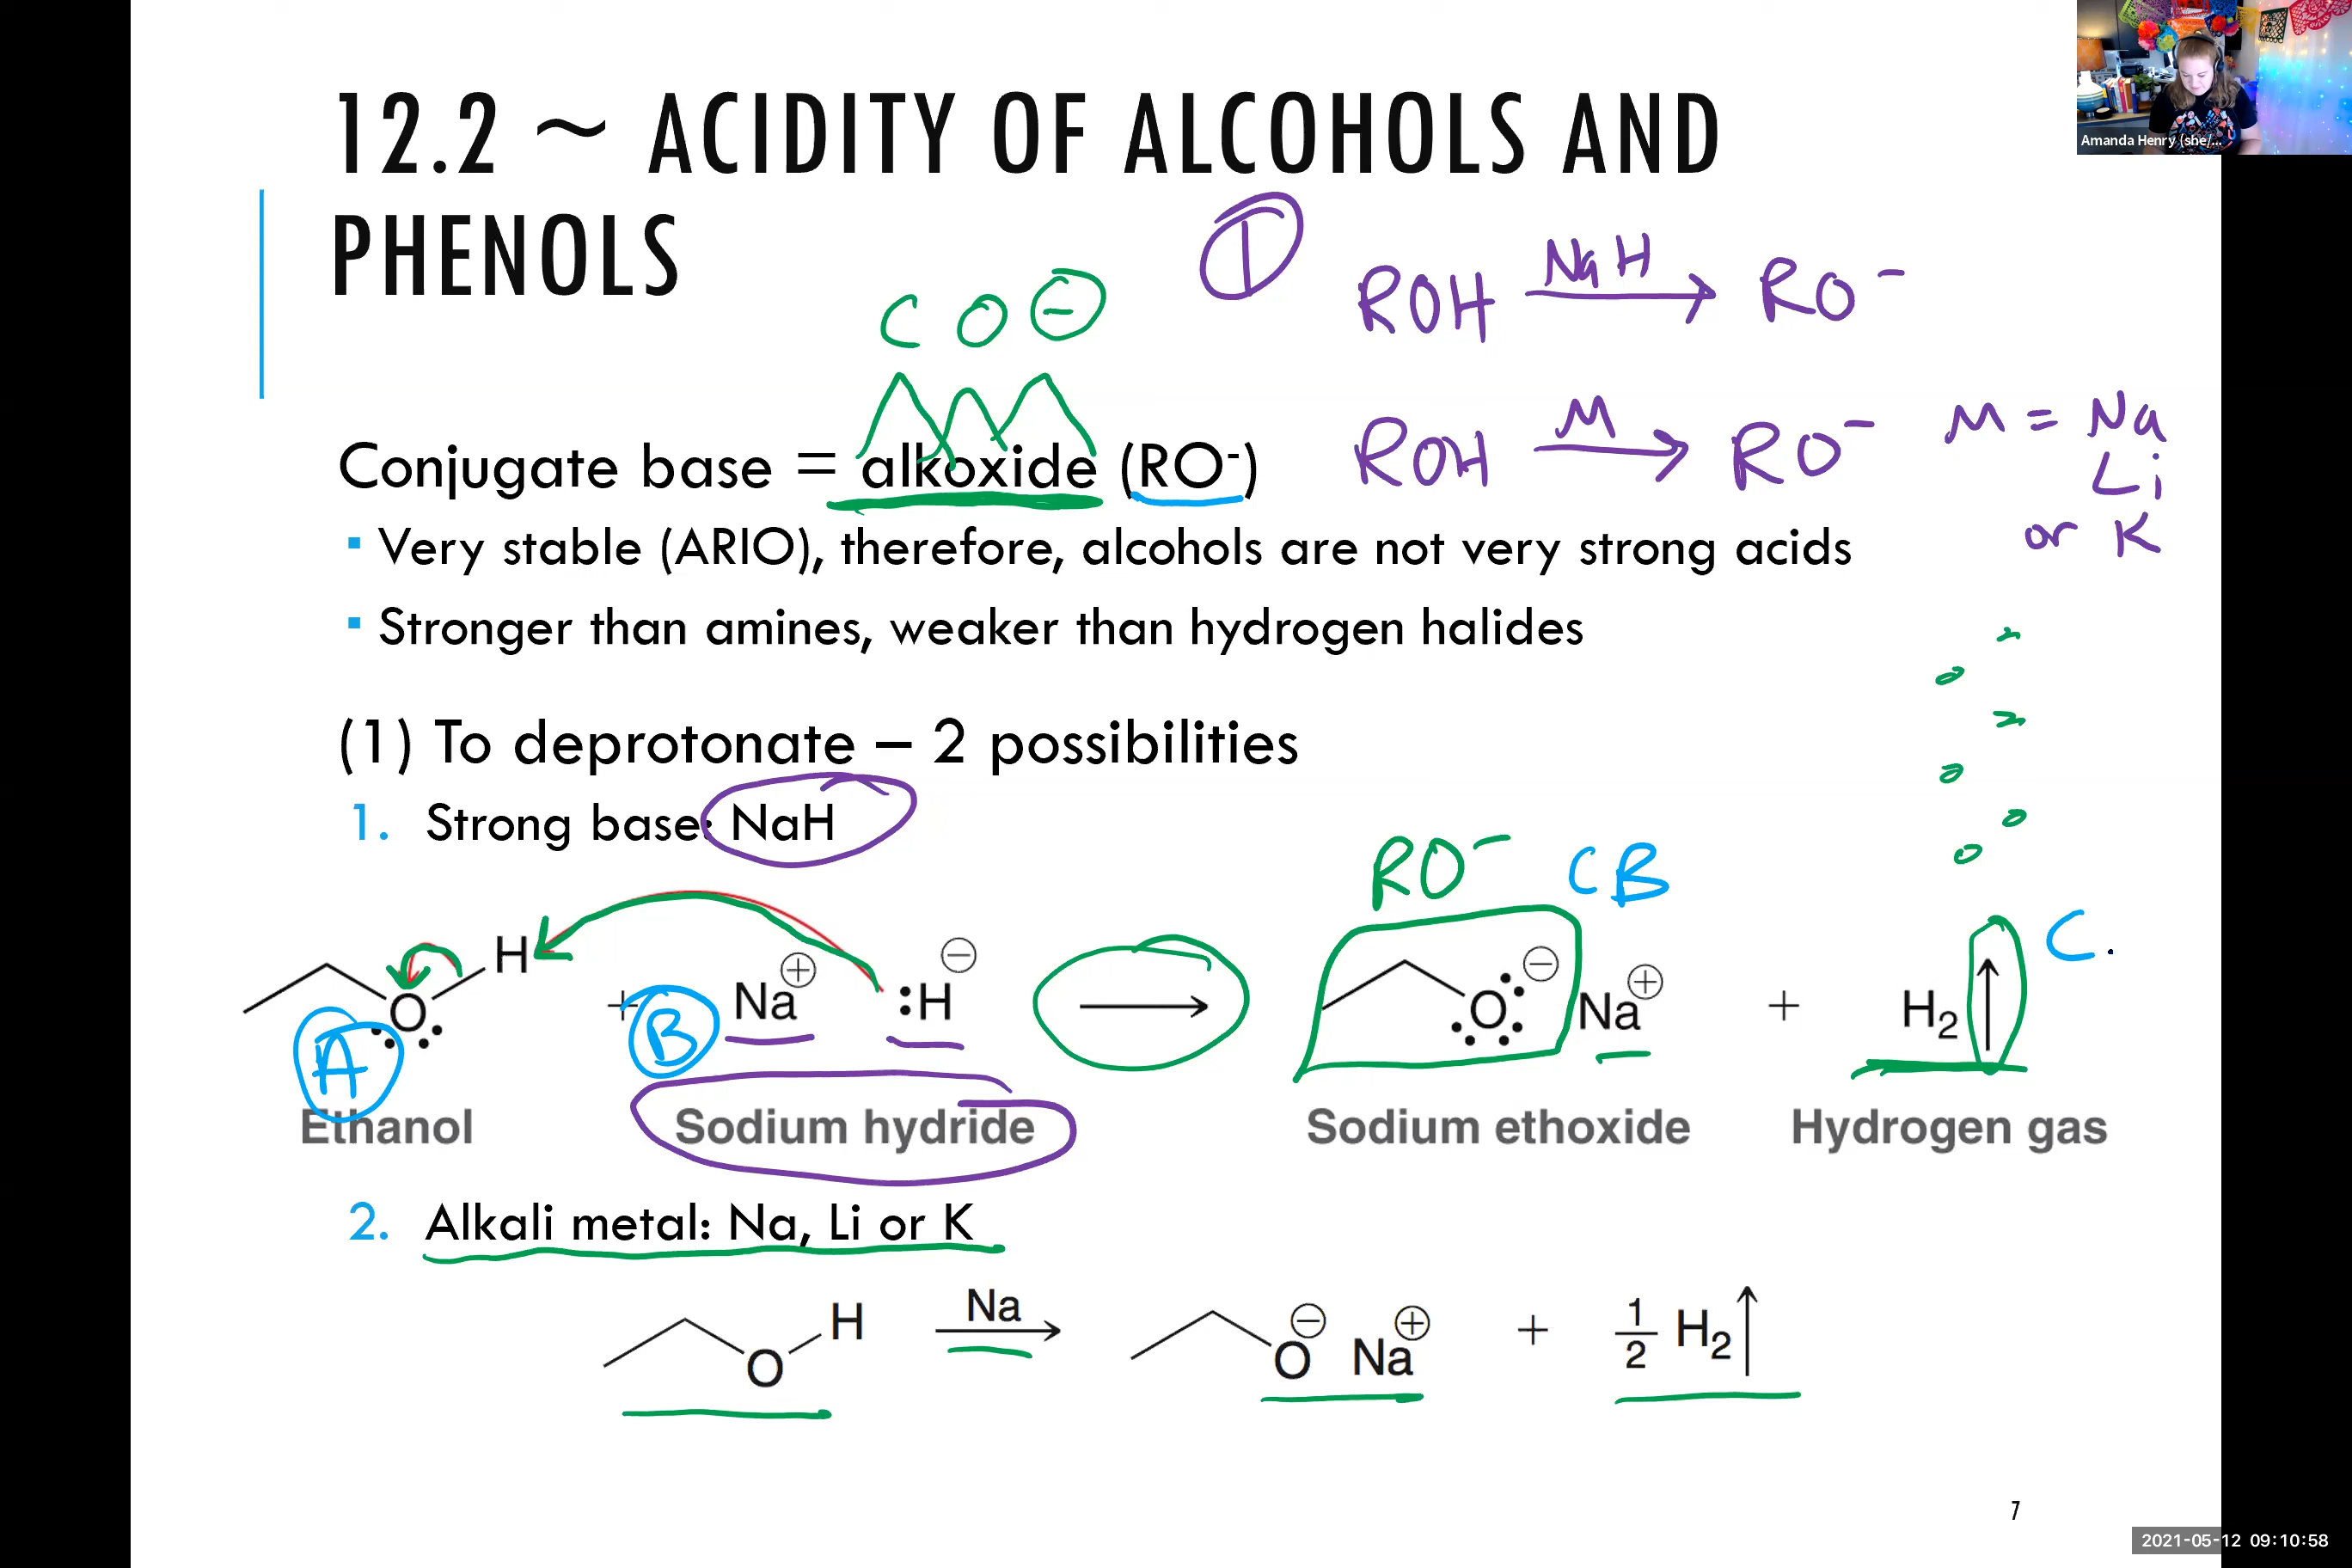 12.2 ~ ACIDITY OF ALCOHOLS AND
PHENOLS
Amanda Henry (she/...
1
ROH NaH → RO⁻
C O ⊖
ROH M → RO⁻ M = Na
Li
or K
Conjugate base = alkoxide (RO⁻)
▪ Very stable (ARIO), therefore, alcohols are not very strong acids
▪ Stronger than amines, weaker than hydrogen halides
(1) To deprotonate – 2 possibilities
1. Strong base: NaH
RO⁻ CB
H + Na ⊕ :H ⊖ → O ⊖ Na ⊕ + H₂ ↑ C.
O
A B
Ethanol Sodium hydride Sodium ethoxide Hydrogen gas
2. Alkali metal: Na, Li or K
O H Na → O ⊖ Na ⊕ + 1/2 H₂ ↑
7
2021-05-12 09:10:58